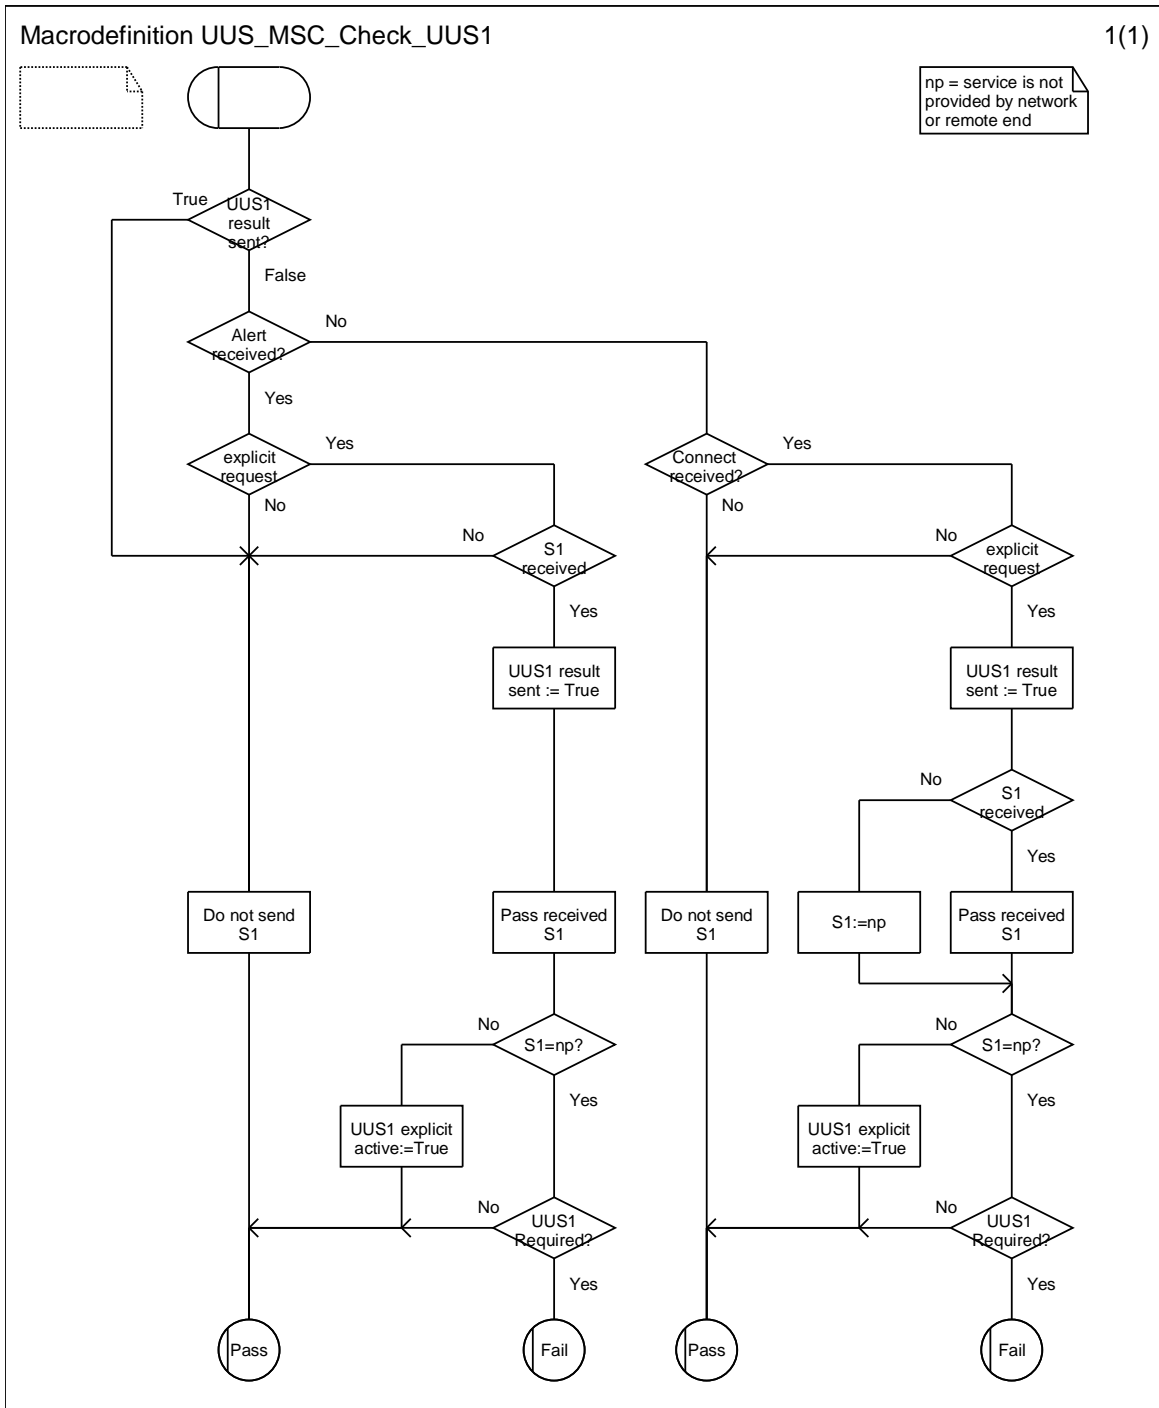 Macrodefinition UUS_MSC_Check_UUS1
1(1)
np = service is not
provided by network
or remote end
True
UUS1
result
sent?
False
Alert
received?
No
Yes
explicit
request
Yes
No
Connect
received?
Yes
No
No
S1
received
Yes
No
explicit
request
Yes
UUS1 result
sent := True
UUS1 result
sent := True
No
S1
received
Yes
Do not send
S1
Pass received
S1
Do not send
S1
S1:=np
Pass received
S1
No
S1=np?
Yes
No
S1=np?
Yes
UUS1 explicit
active:=True
UUS1 explicit
active:=True
No
UUS1
Required?
Yes
No
UUS1
Required?
Yes
Pass
Fail
Pass
Fail